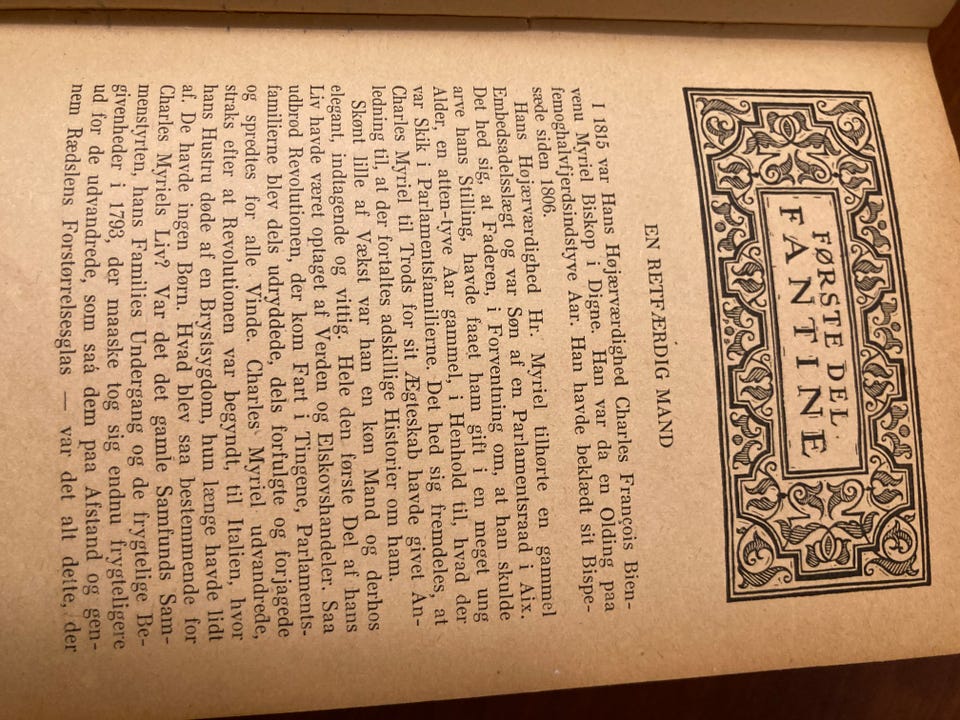 FØRSTE DEL
FANTINE
EN RETFÆRDIG MAND
I 1815 var Hans Højærværdighed Charles François Bien-
venu Myriel Biskop i Digne. Han var da en Olding paa
femoghalvfjerdsindstyve Aar. Han havde beklædt sit Bispe-
sæde siden 1806.
Hans Højærværdighed Hr. Myriel tilhørte en gammel
Embedsadelsslægt og var Søn af en Parlamentsraad i Aix.
Det hed sig, at Faderen, i Forventning om, at han skulde
arve hans Stilling, havde faaet ham gift i en meget ung
Alder, en atten-tyve Aar gammel, i Henhold til, hvad der
var Skik i Parlamentsfamilierne. Det hed sig fremdeles, at
Charles Myriel til Trods for sit Ægteskab havde givet An-
ledning til, at der fortaltes adskillige Historier om ham.
Skønt lille af Vækst var han en køn Mand og derhos
elegant, indtagende og vittig. Hele den første Del af hans
Liv havde været optaget af Verden og Elskovshandeler. Saa
udbrød Revolutionen, der kom Fart i Tingene, Parlaments-
familierne blev dels udryddede, dels forfulgte og forjagede
og spredtes for alle Vinde. Charles Myriel udvandrede,
straks efter at Revolutionen var begyndt, til Italien, hvor
hans Hustru døde af en Brystsygdom, hun længe havde lidt
af. De havde ingen Børn. Hvad blev saa bestemmende for
Charles Myriels Liv? Var det det gamle Samfunds Sam-
menstyrten, hans Families Undergang og de frygtelige Be-
givenheder i 1793, der maaske tog sig endnu frygteligere
ud for de udvandrede, som saa dem paa Afstand og gen-
nem Rædslens Forstørrelsesglas — var det alt dette, der